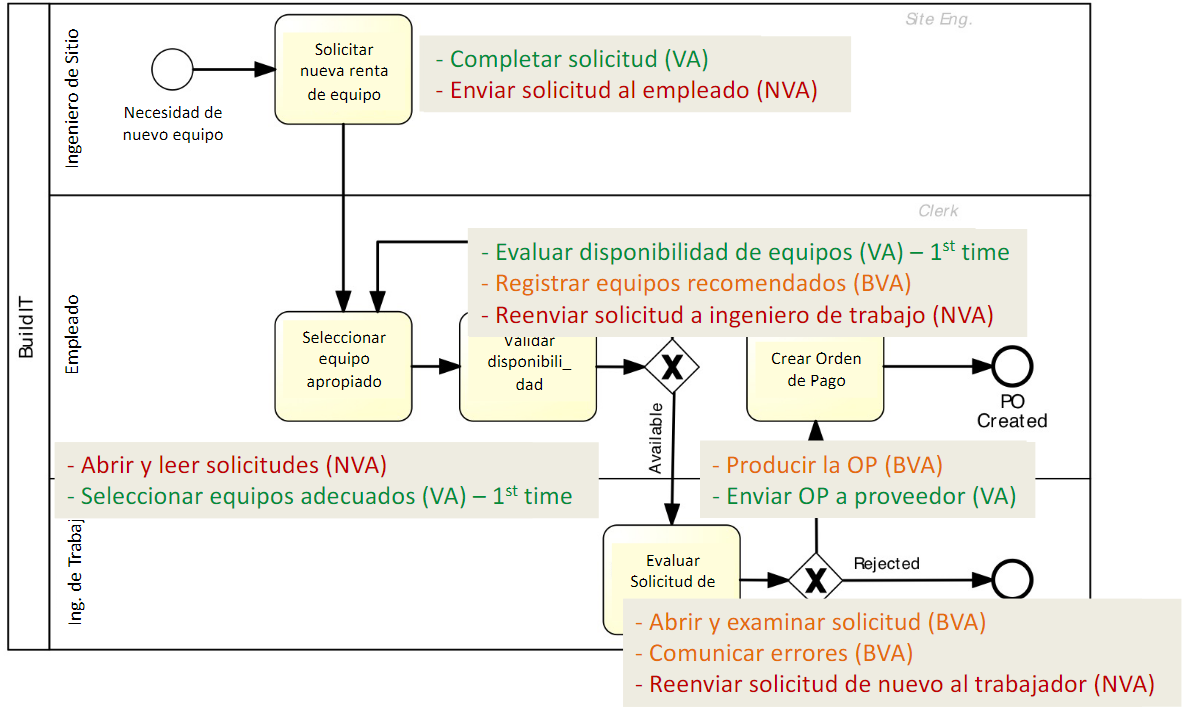 Site Eng.
Solicitar
nueva renta
de equipo
- Completar solicitud (VA)
- Enviar solicitud al empleado (NVA)
Necesidad de
nuevo equipo
Ingeniero de Sitio
BuildIT
Clerk
Empleado
- Evaluar disponibilidad de equipos (VA) – 1st time
- Registrar equipos recomendados (BVA)
- Reenviar solicitud a ingeniero de trabajo (NVA)
Seleccionar
equipo
apropiado
Validar
disponibili_
dad
X
Crear Orden
de Pago
PO
Created
Available
- Abrir y leer solicitudes (NVA)
- Seleccionar equipos adecuados (VA) – 1st time
- Producir la OP (BVA)
- Enviar OP a proveedor (VA)
Ing. de Trabaj
Evaluar
Solicitud de
X
Rejected
- Abrir y examinar solicitud (BVA)
- Comunicar errores (BVA)
- Reenviar solicitud de nuevo al trabajador (NVA)